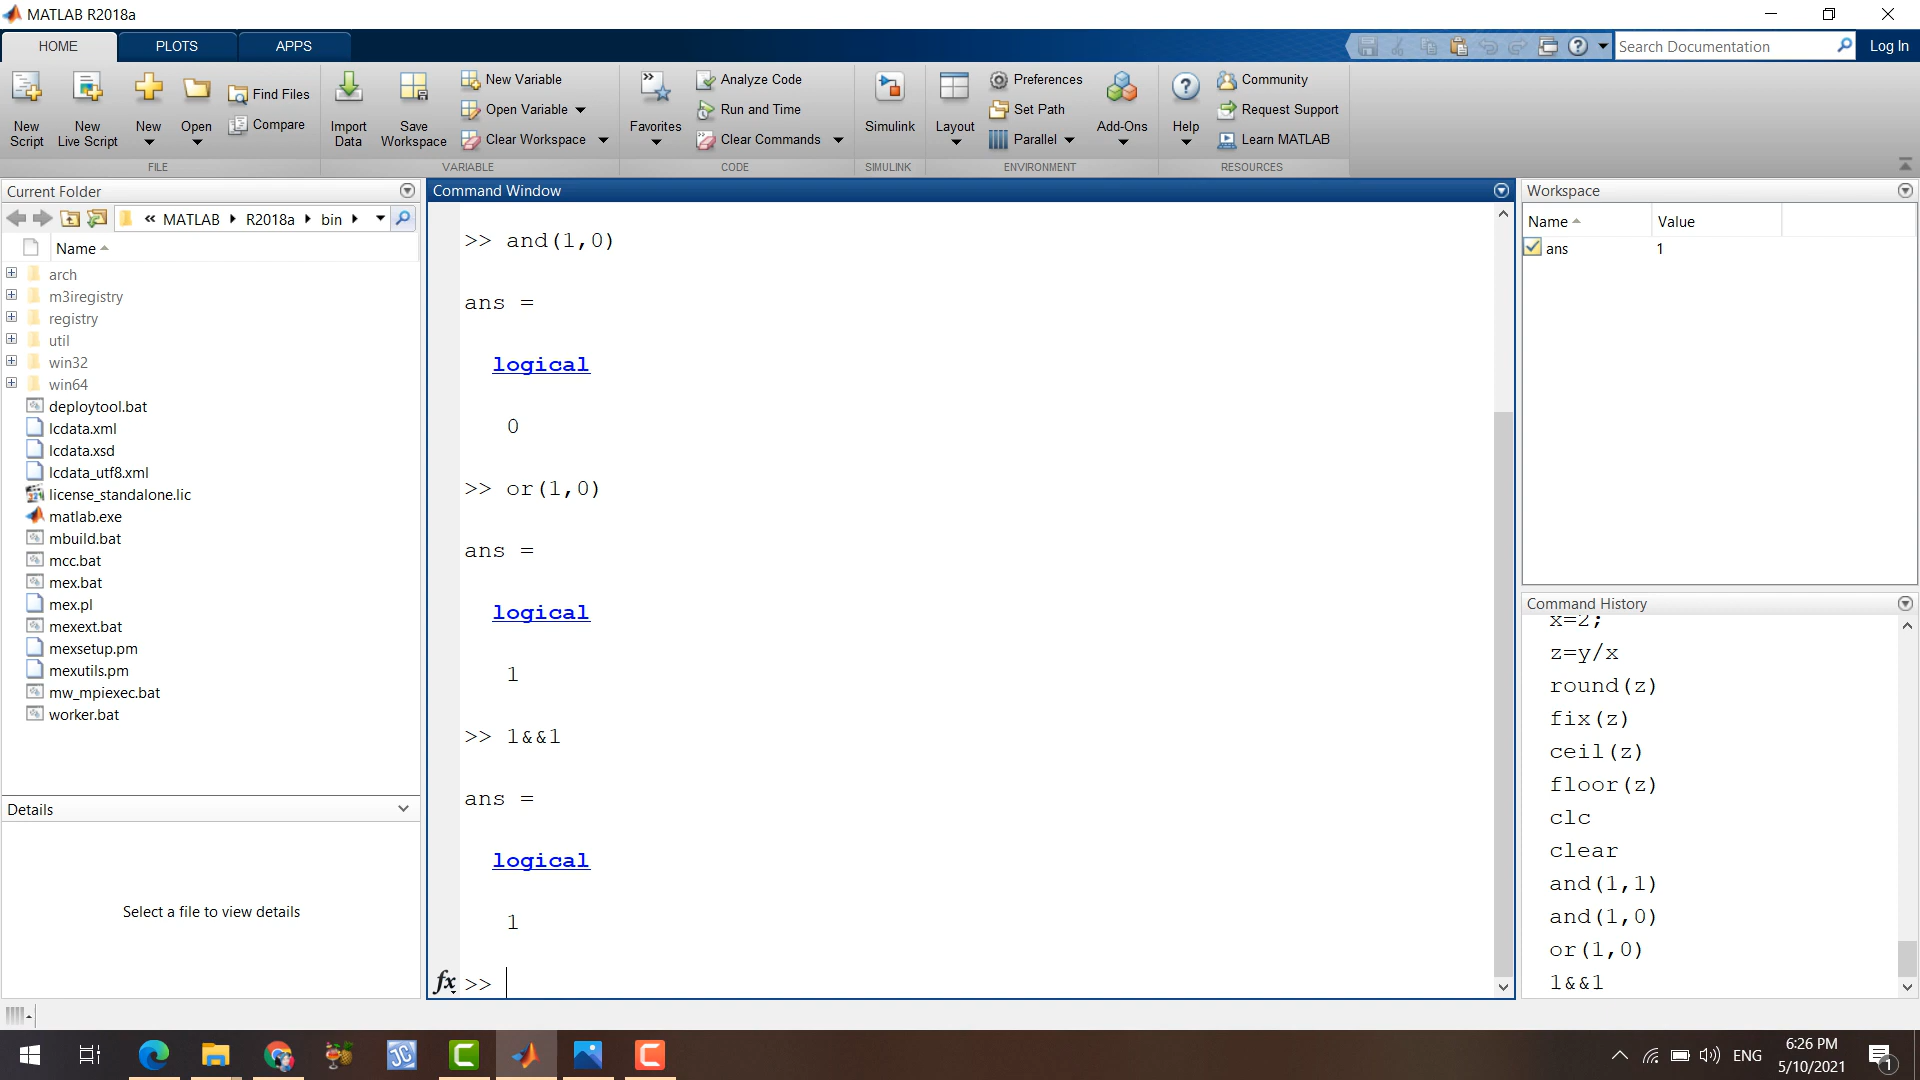 MATLAB R2018a
HOME
PLOTS
APPS
Search Documentation
Log In
New Script
New Live Script
New
Open
Find Files
Compare
FILE
Import Data
Save Workspace
New Variable
Open Variable
Clear Workspace
VARIABLE
Favorites
Analyze Code
Run and Time
Clear Commands
CODE
Simulink
SIMULINK
Layout
Preferences
Set Path
Parallel
Add-Ons
ENVIRONMENT
Help
Community
Request Support
Learn MATLAB
RESOURCES
Current Folder
« MATLAB R2018a bin
Name
arch
m3iregistry
registry
util
win32
win64
deploytool.bat
lcdata.xml
lcdata.xsd
lcdata_utf8.xml
license_standalone.lic
matlab.exe
mbuild.bat
mcc.bat
mex.bat
mex.pl
mexext.bat
mexsetup.pm
mexutils.pm
mw_mpiexec.bat
worker.bat
Details
Select a file to view details
Command Window
>> and(1,0)
ans =
logical
0
>> or(1,0)
ans =
logical
1
>> 1&&1
ans =
logical
1
fx >>
Workspace
Name Value
ans 1
Command History
x=2;
z=y/x
round(z)
fix(z)
ceil(z)
floor(z)
clc
clear
and(1,1)
and(1,0)
or(1,0)
1&&1
JC
ENG
6:26 PM
5/10/2021
1